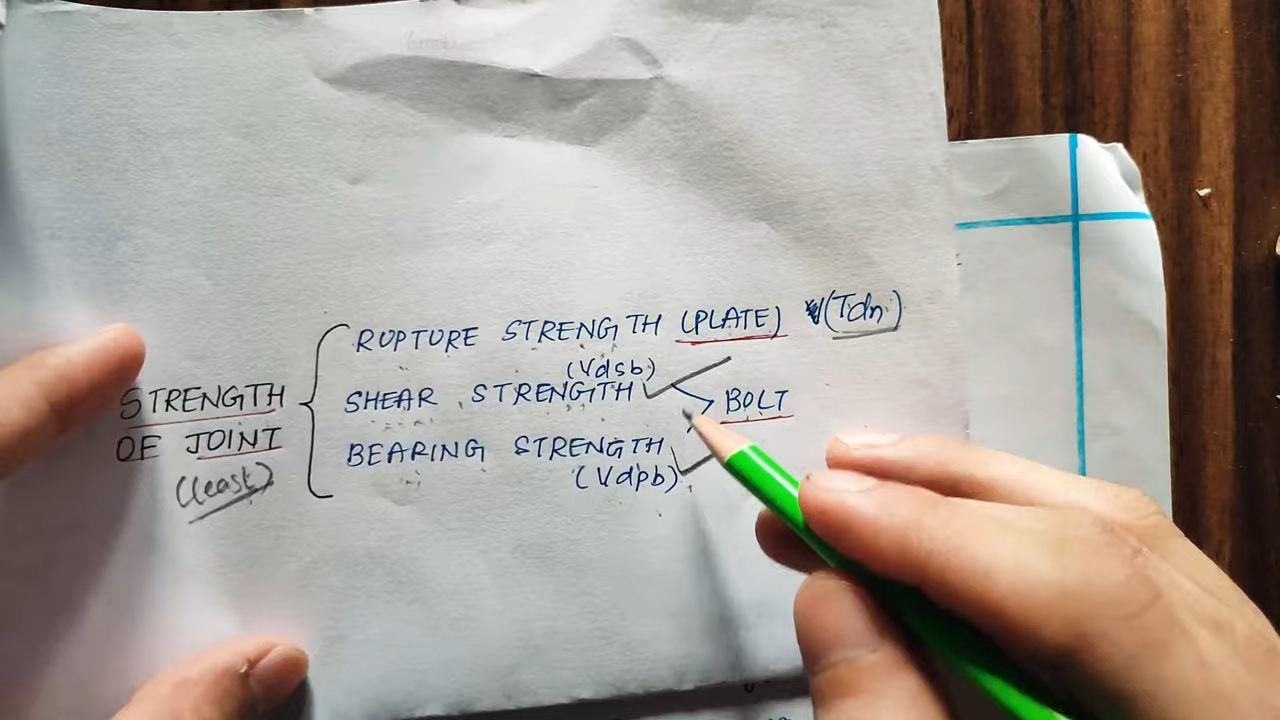 RUPTURE STRENGTH (PLATE) (Tdn)
(Vdsb)
SHEAR STRENGTH
BOLT
BEARING STRENGTH
(Vdpb)
STRENGTH
OF JOINT
(least)